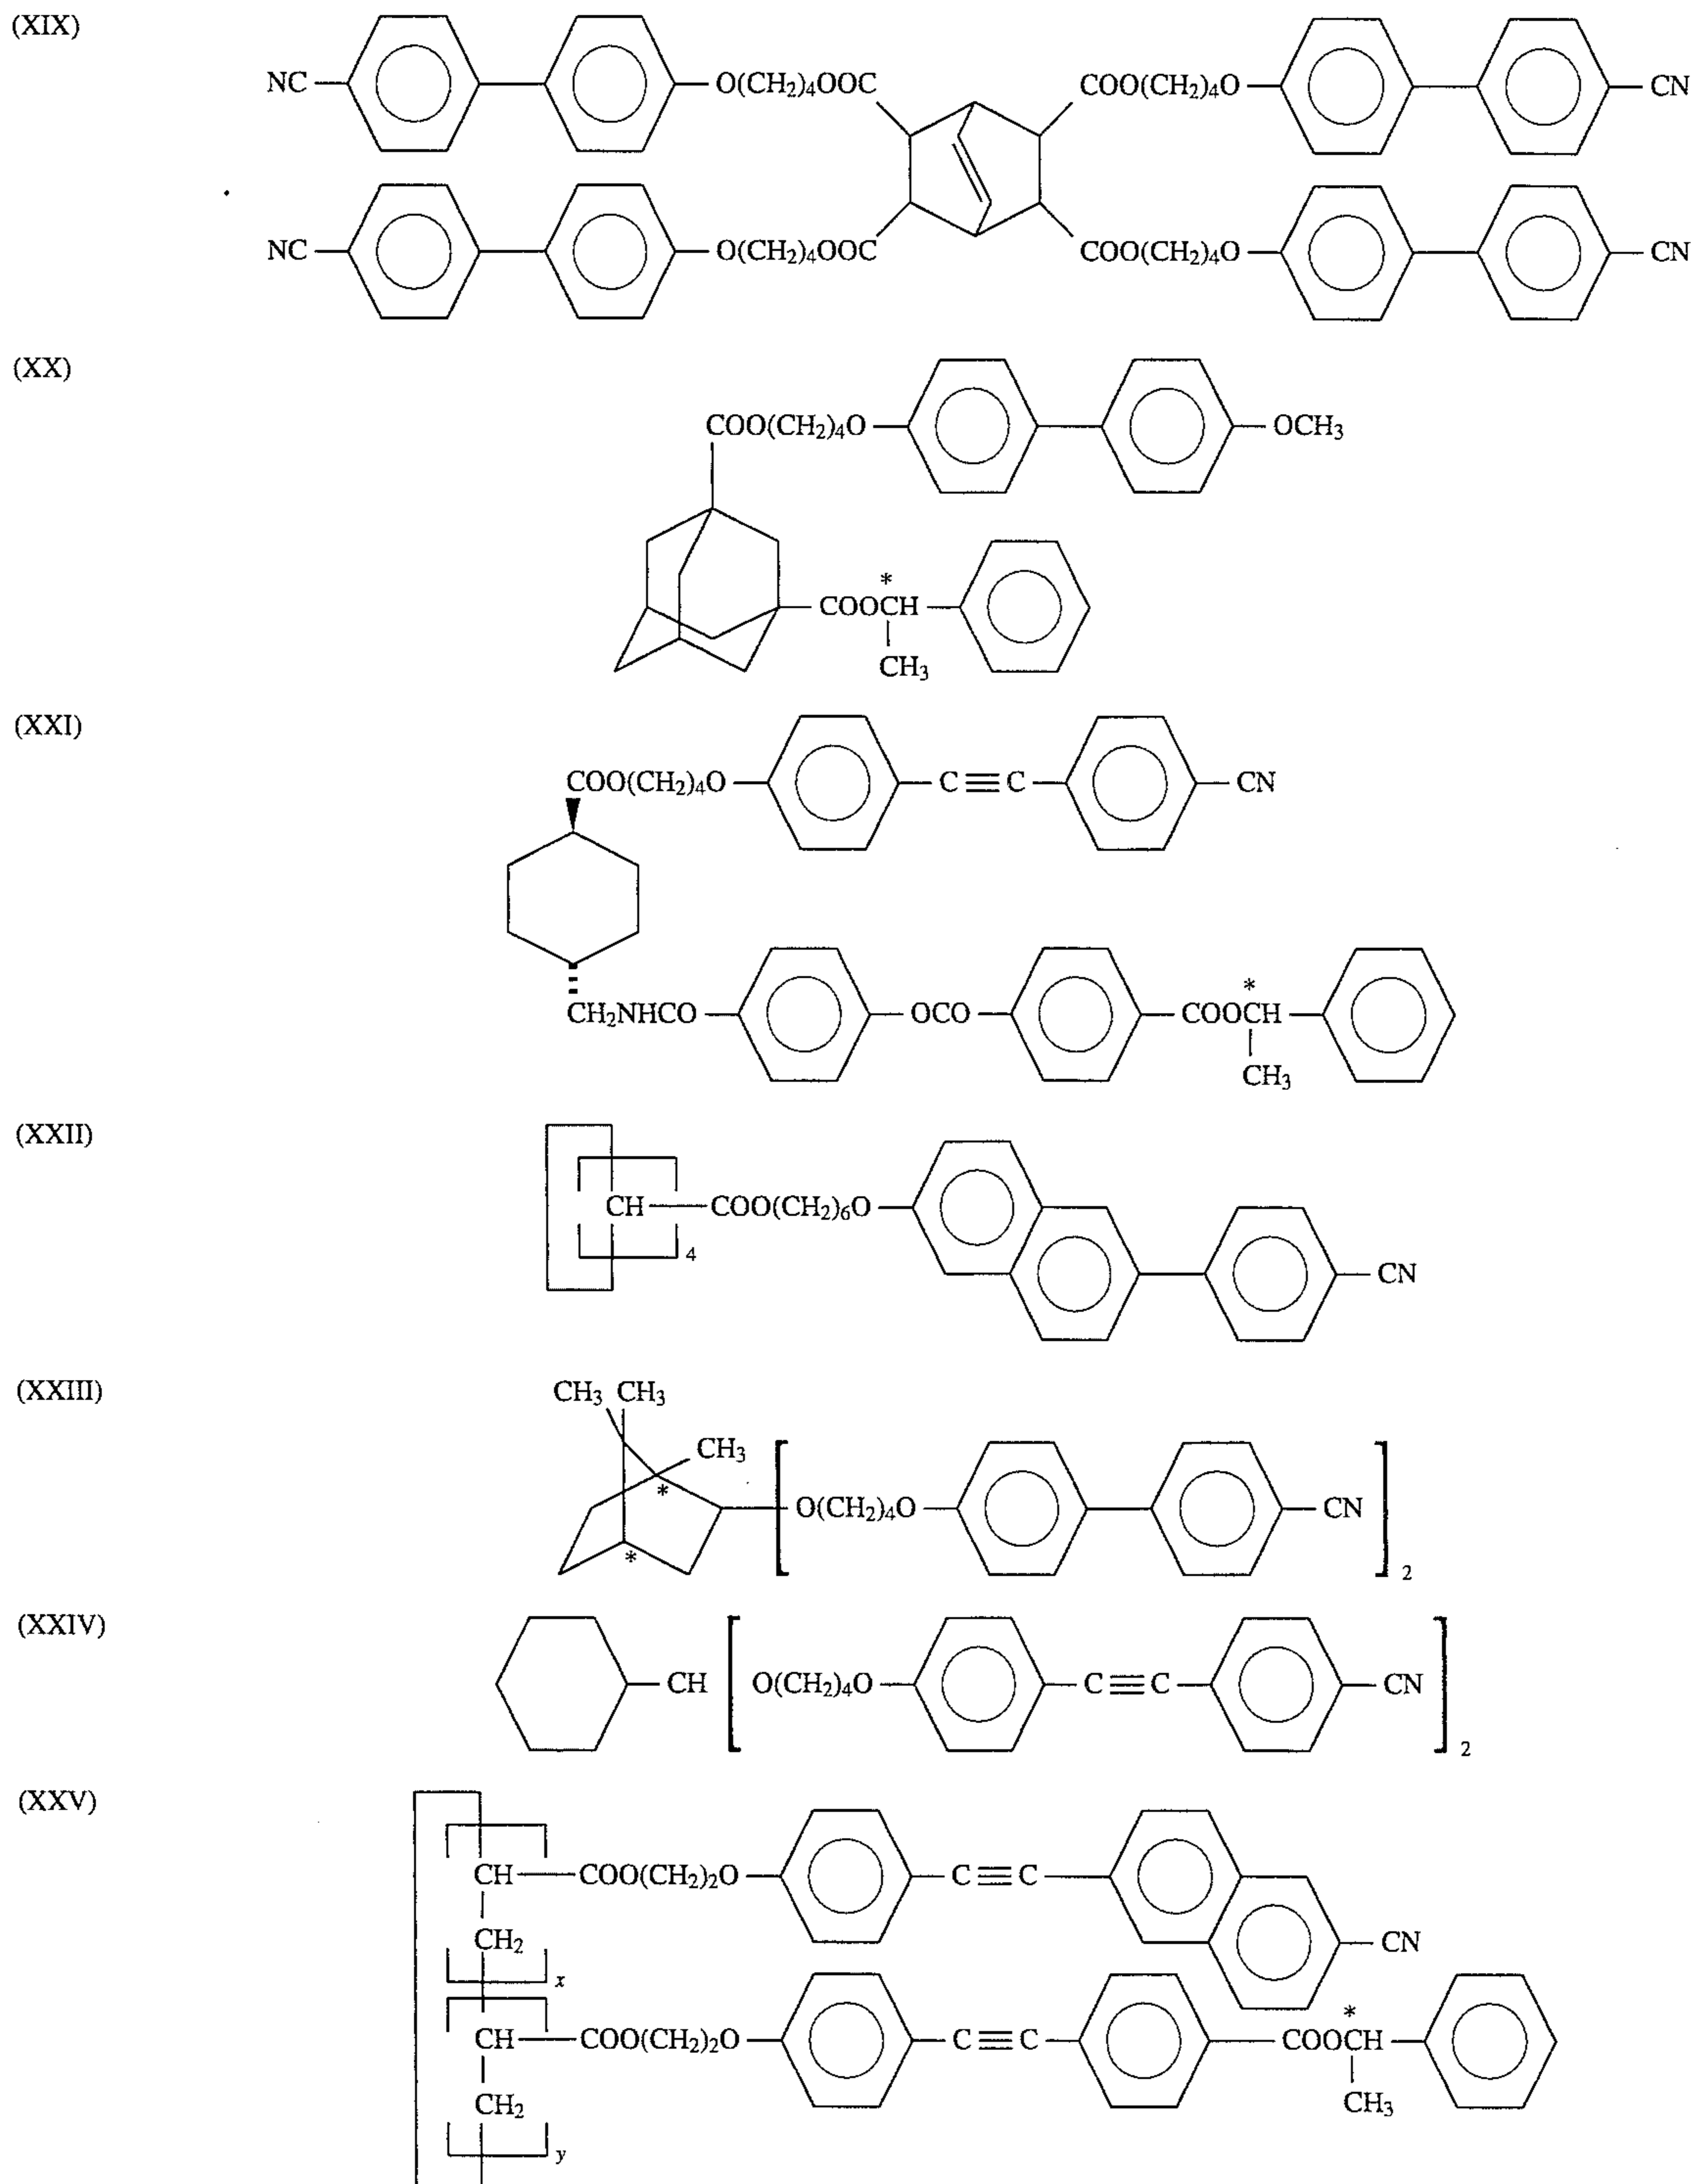 (XIX)
NC O(CH₂)₄OOC COO(CH₂)₄O CN
NC O(CH₂)₄OOC COO(CH₂)₄O CN
(XX)
COO(CH₂)₄O OCH₃
*
COOCH
CH₃
(XXI)
COO(CH₂)₄O C≡C CN
*
CH₂NHCO OCO COOCH
CH₃
(XXII)
CH COO(CH₂)₆O
4
CN
(XXIII)
CH₃ CH₃
CH₃
*
O(CH₂)₄O CN
*
2
(XXIV)
CH O(CH₂)₄O C≡C CN
2
(XXV)
CH COO(CH₂)₂O C≡C
CH₂ CN
x
*
CH COO(CH₂)₂O C≡C COOCH
CH₂ CH₃
y